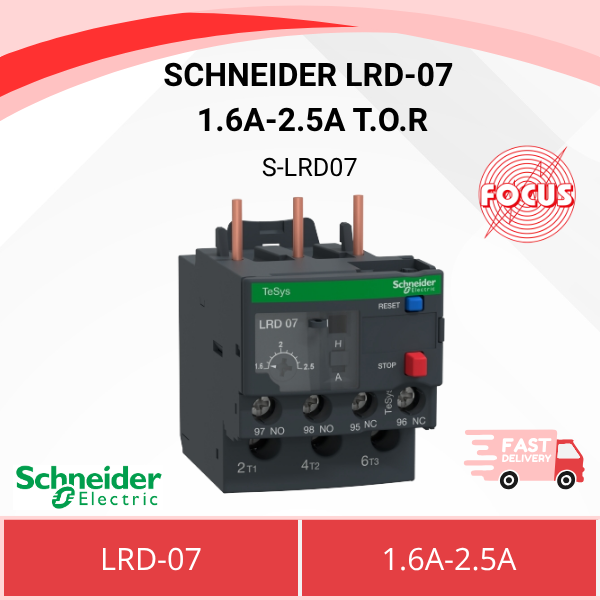 SCHNEIDER LRD-07
1.6A-2.5A T.O.R
S-LRD07
FOCUS
TeSys
Schneider
Electric
RESET
LRD 07
2
1.6
2.5
H
A
STOP
TeSys
97 NO
98 NO
95 NC
96 NC
2T1
4T2
6T3
Schneider
Electric
FAST
DELIVERY
LRD-07
1.6A-2.5A